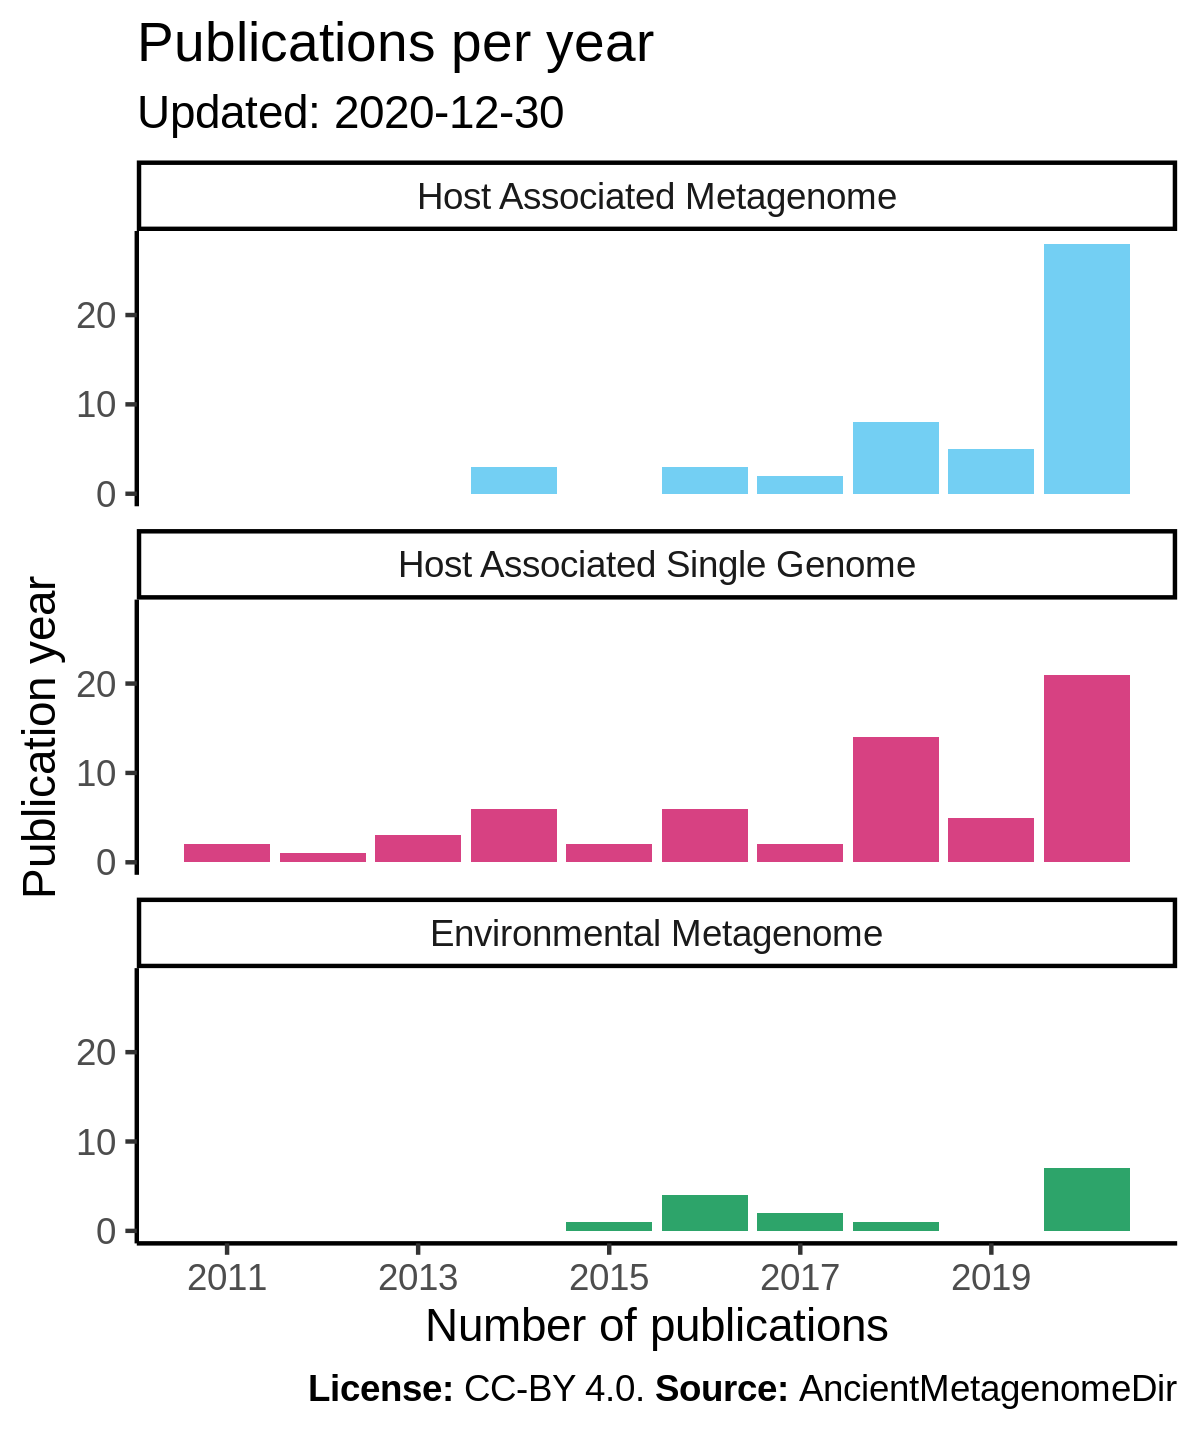 Publications per year
Updated: 2020-12-30
Host Associated Metagenome
20
10
0
Host Associated Single Genome
20
10
0
Environmental Metagenome
20
10
0
Publication year
2011 2013 2015 2017 2019
Number of publications
License: CC-BY 4.0. Source: AncientMetagenomeDir